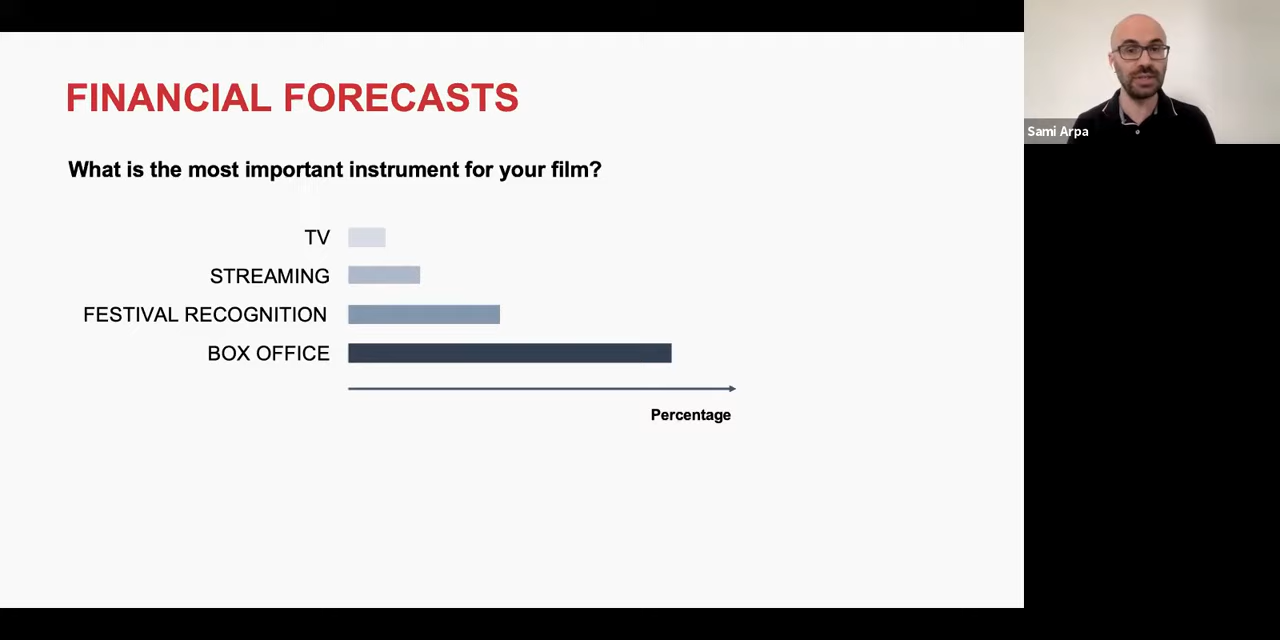 FINANCIAL FORECASTS
What is the most important instrument for your film?
TV
STREAMING
FESTIVAL RECOGNITION
BOX OFFICE
Percentage
Sami Arpa